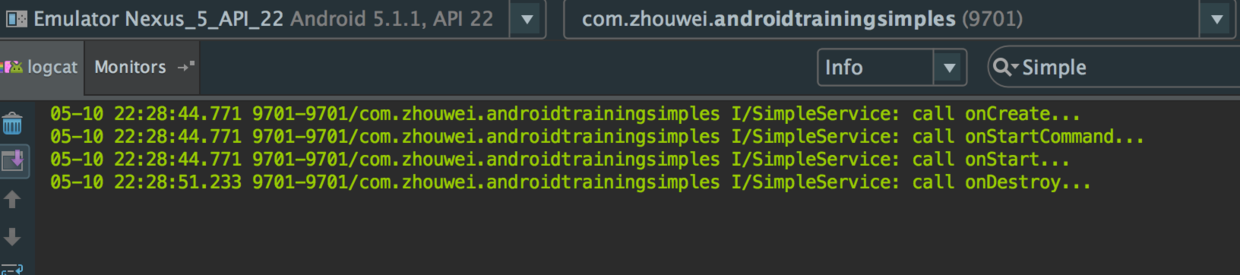 Emulator Nexus_5_API_22 Android 5.1.1, API 22 com.zhouwei.androidtrainingsimples (9701)
logcat Monitors Info Simple
05-10 22:28:44.771 9701-9701/com.zhouwei.androidtrainingsimples I/SimpleService: call onCreate...
05-10 22:28:44.771 9701-9701/com.zhouwei.androidtrainingsimples I/SimpleService: call onStartCommand...
05-10 22:28:44.771 9701-9701/com.zhouwei.androidtrainingsimples I/SimpleService: call onStart...
05-10 22:28:51.233 9701-9701/com.zhouwei.androidtrainingsimples I/SimpleService: call onDestroy...